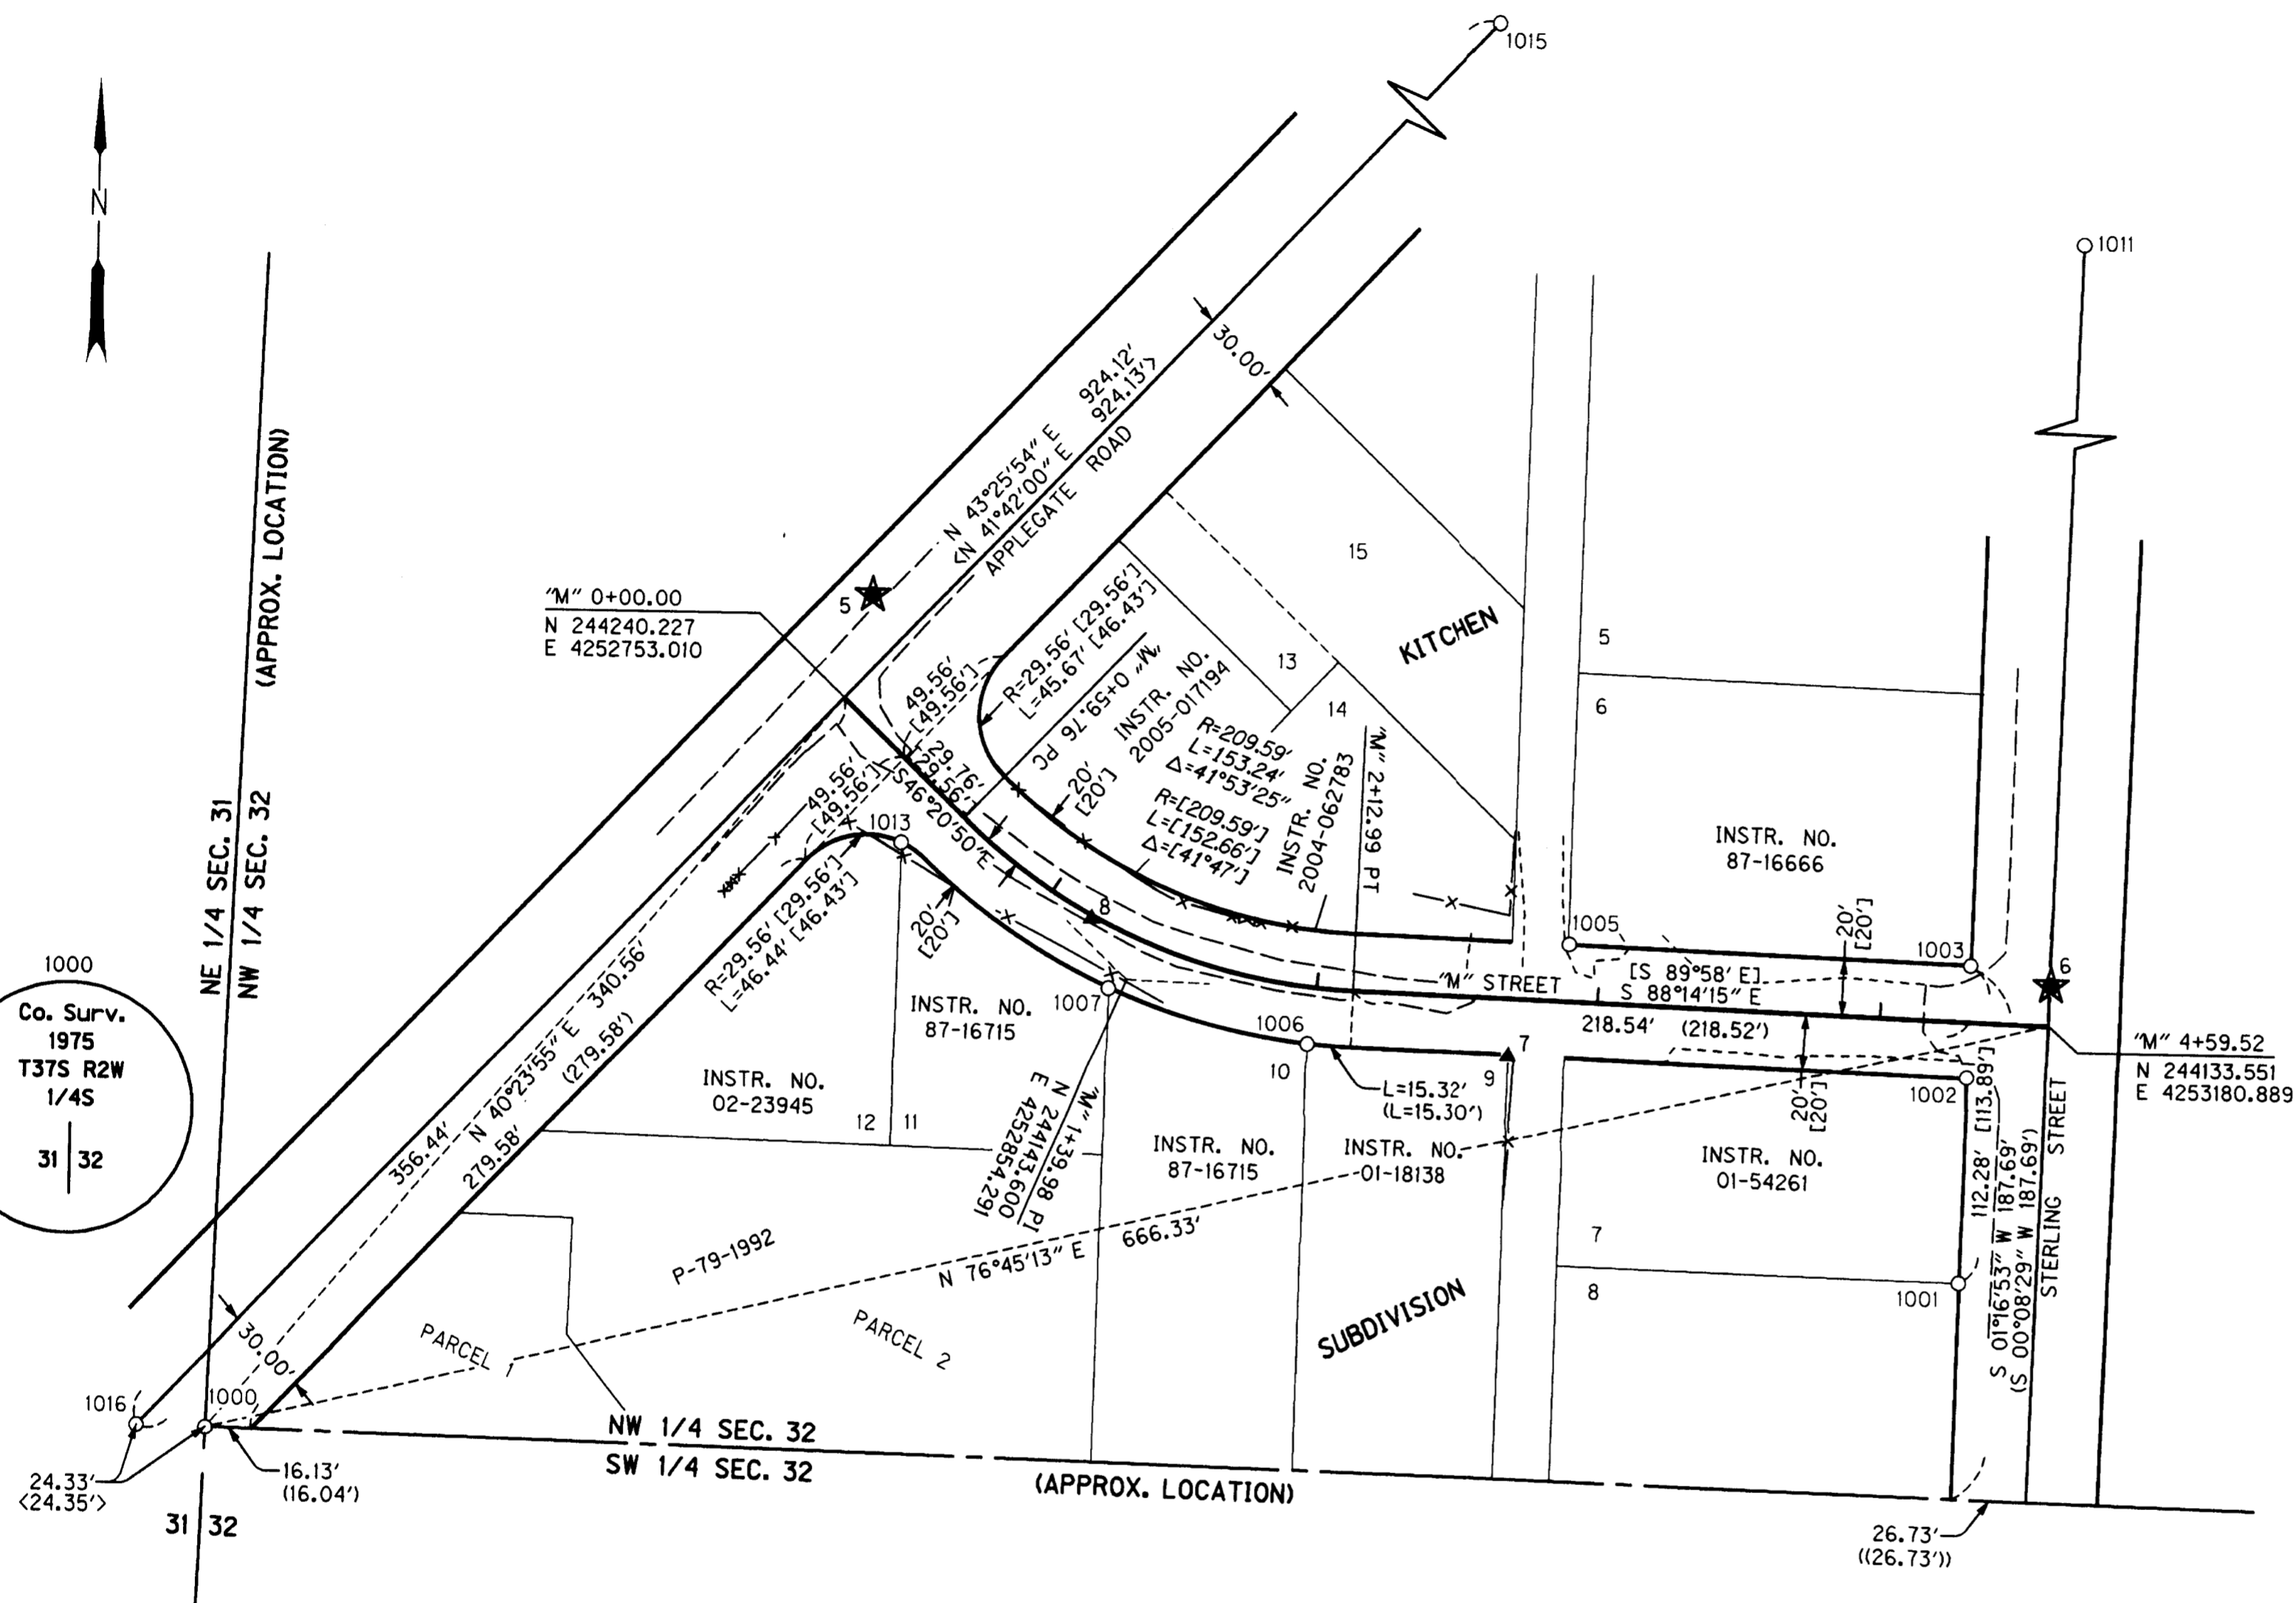 1015
N
1011
(APPROX. LOCATION)
NE 1/4 SEC. 31
NW 1/4 SEC. 32
30.00'
N 43°25'54" E 924.12'
<N 41°42'00" E 924.13'>
APPLEGATE ROAD
5
"M" 0+00.00
N 244240.227
E 4252753.010
15
KITCHEN
5
6
13
14
R=29.56' [29.56']
L=45.67' [46.43']
"M" 0+59.76 PC
INSTR. NO.
2005-017194
R=209.59'
L=153.24'
Δ=41°53'25"
R=[209.59']
L=[152.66']
Δ=[41°47']
INSTR. NO.
2004-062783
"M" 2+12.99 PT
20'
[20']
49.56'
[49.56']
29.76'
[29.56']
S46°20'50"E
49.56'
[49.56']
1013
R=29.56' [29.56']
L=46.44' [46.43']
20'
[20']
8
INSTR. NO.
87-16666
1005
1003
20'
[20']
6
[S 89°58' E]
S 88°14'15" E
"M" STREET
218.54' (218.52')
"M" 4+59.52
N 244133.551
E 4253180.889
1007
1006
7
9
10
L=15.32'
(L=15.30')
20'
[20']
1002
INSTR. NO.
87-16715
INSTR. NO.
02-23945
12
11
"M" 1+39.98 PI
N 244143.600
E 4252854.291
INSTR. NO.
87-16715
INSTR. NO.
01-18138
INSTR. NO.
01-54261
7
8
1001
112.28' [113.89']
S 01°16'53" W 187.69'
(S 00°08'29" W 187.69')
STERLING STREET
1000
Co. Surv.
1975
T37S R2W
1/4S
31
32
356.44'
N 40°23'55" E 340.56'
279.58' (279.58')
P-79-1992
N 76°45'13" E 666.33'
PARCEL 1
PARCEL 2
SUBDIVISION
30.00'
1016
1000
24.33'
<24.35'>
16.13'
(16.04')
NW 1/4 SEC. 32
SW 1/4 SEC. 32
(APPROX. LOCATION)
31
32
26.73'
((26.73'))